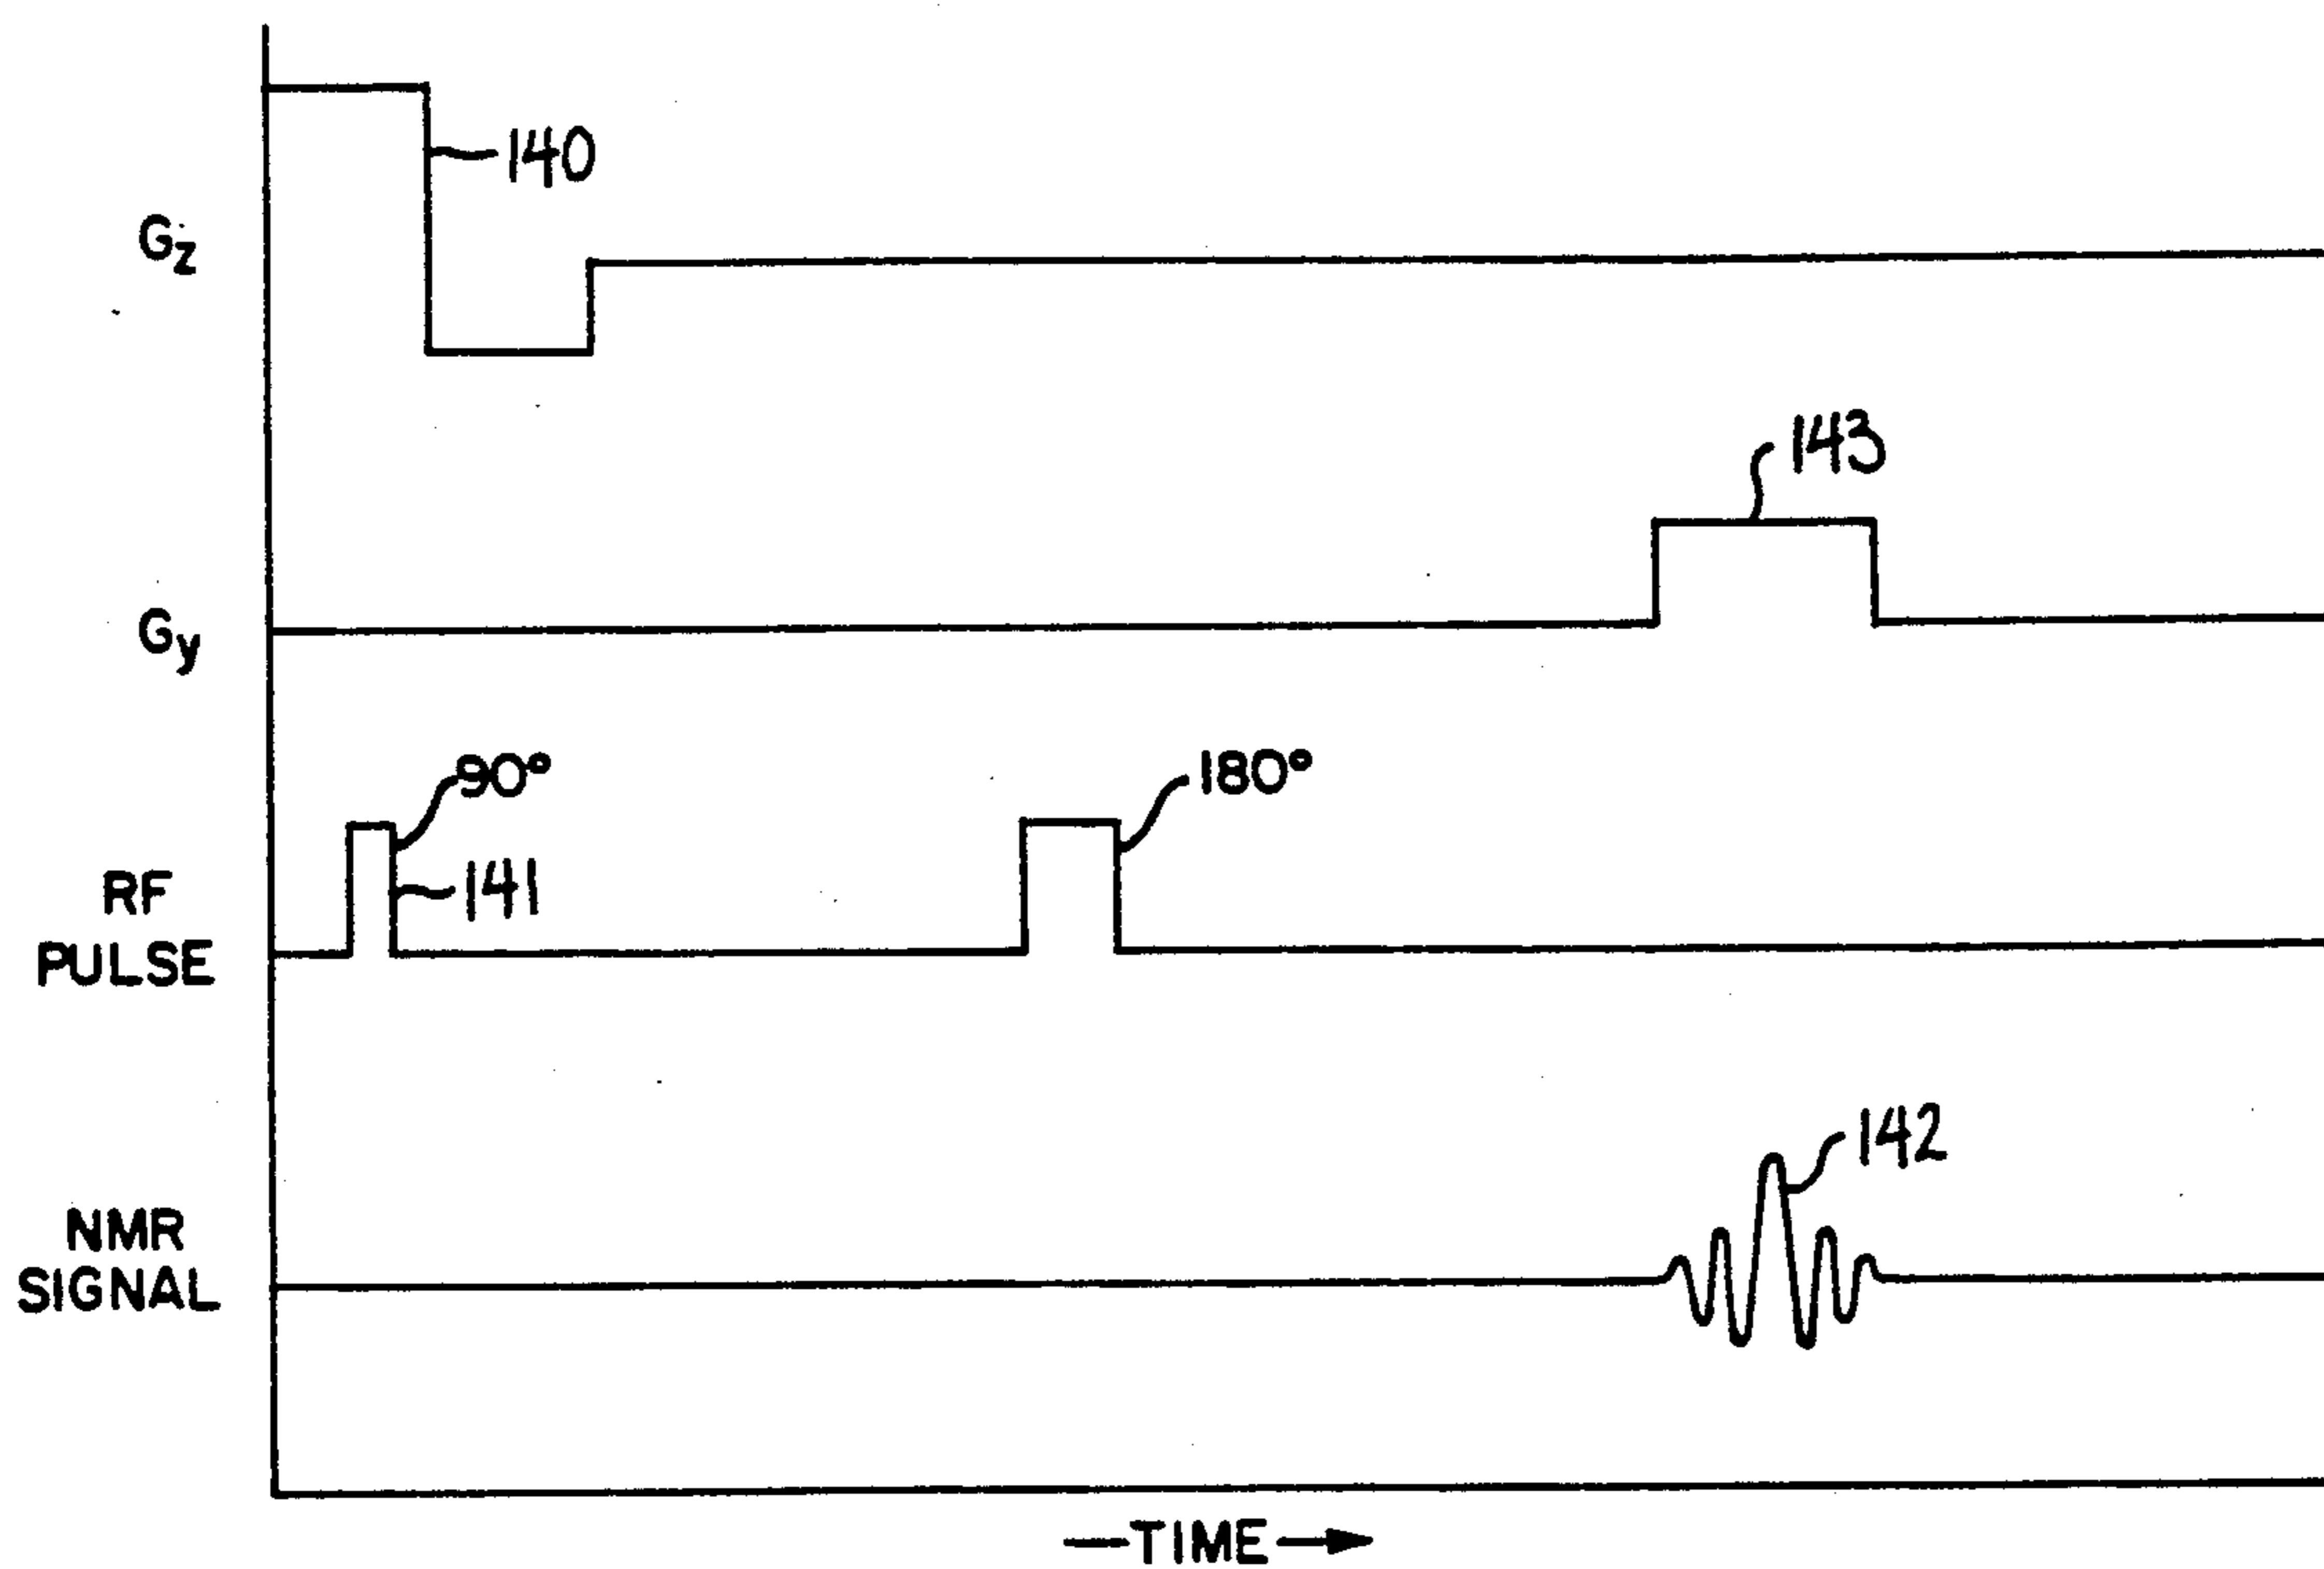 140
Gz
143
Gy
90°
180°
141
RF
PULSE
142
NMR
SIGNAL
TIME